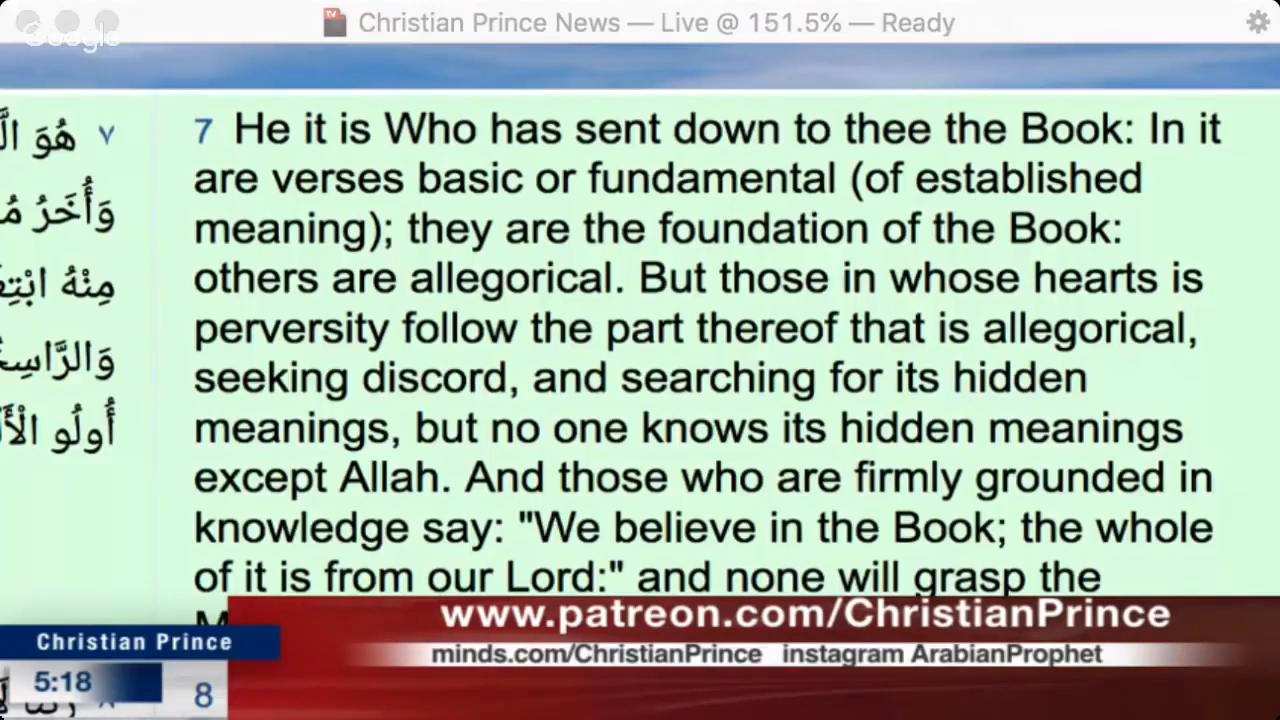 Christian Prince News — Live @ 151.5% — Ready
Google
7 He it is Who has sent down to thee the Book: In it
are verses basic or fundamental (of established
meaning); they are the foundation of the Book:
others are allegorical. But those in whose hearts is
perversity follow the part thereof that is allegorical,
seeking discord, and searching for its hidden
meanings, but no one knows its hidden meanings
except Allah. And those who are firmly grounded in
knowledge say: "We believe in the Book; the whole
of it is from our Lord:" and none will grasp the
8
٧ هُوَ
وَأُخَرُ
مِنْهُ
أُولُو
www.patreon.com/ChristianPrince
minds.com/ChristianPrince instagram ArabianProphet
Christian Prince
5:18